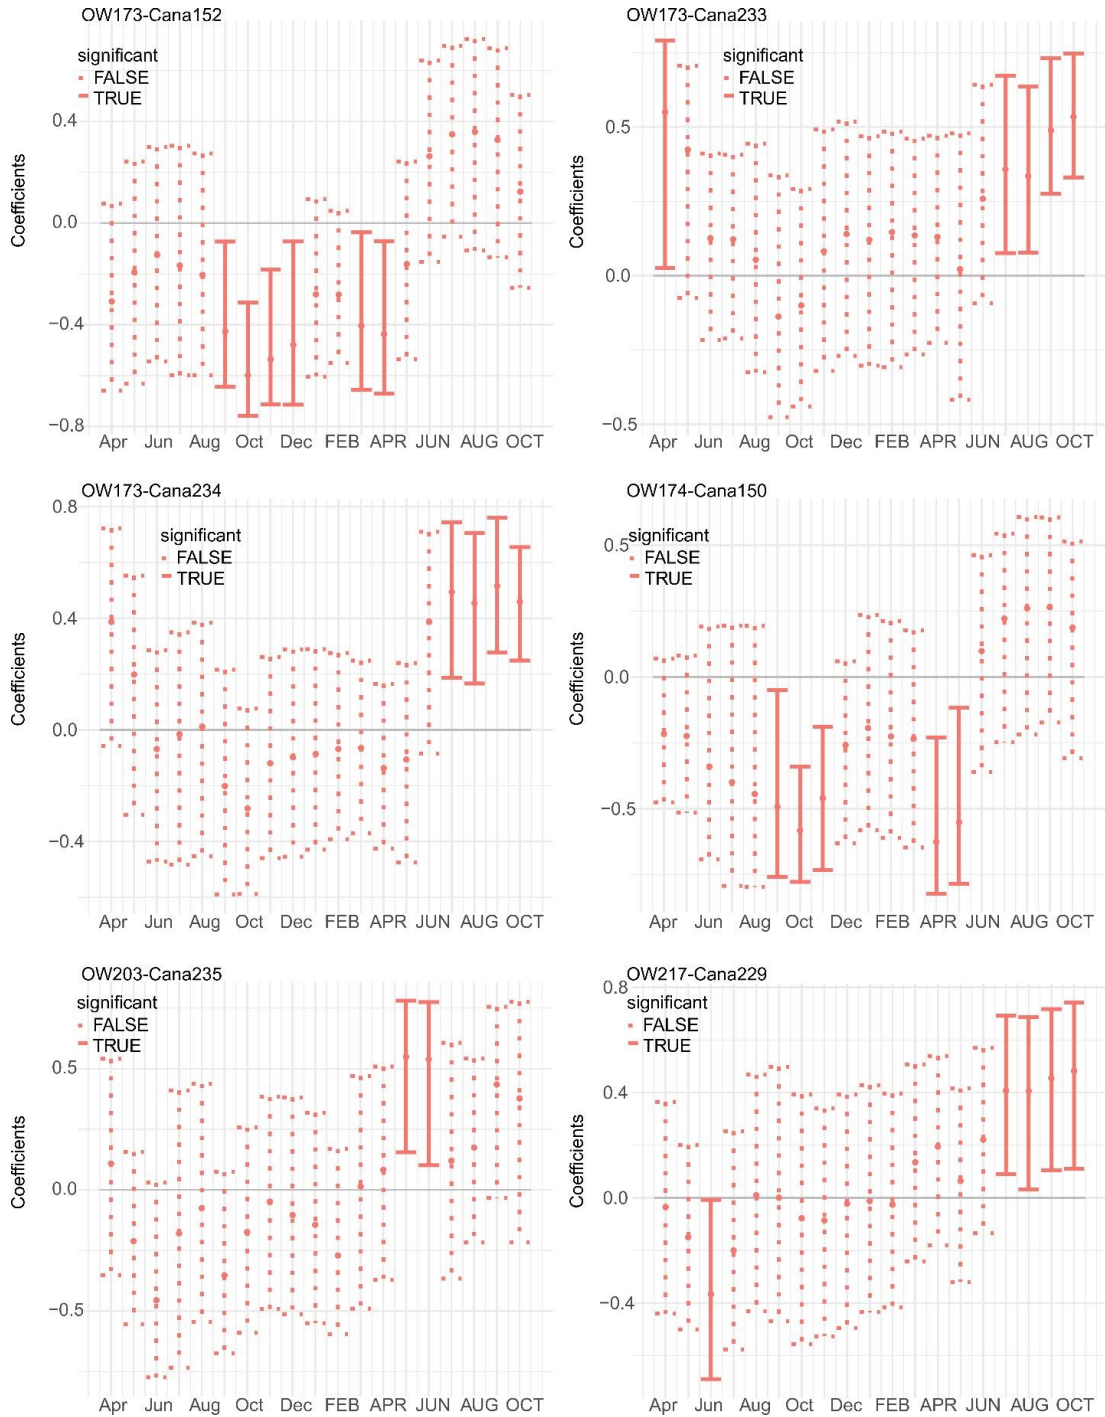 OW173-Cana152
significant
FALSE
TRUE
Coefficients
0.4
0.0
−0.4
−0.8
Apr Jun Aug Oct Dec FEB APR JUN AUG OCT
OW173-Cana233
significant
FALSE
TRUE
Coefficients
0.5
0.0
−0.5
Apr Jun Aug Oct Dec FEB APR JUN AUG OCT
OW173-Cana234
significant
FALSE
TRUE
Coefficients
0.8
0.4
0.0
−0.4
Apr Jun Aug Oct Dec FEB APR JUN AUG OCT
OW174-Cana150
significant
FALSE
TRUE
Coefficients
0.5
0.0
−0.5
Apr Jun Aug Oct Dec FEB APR JUN AUG OCT
OW203-Cana235
significant
FALSE
TRUE
Coefficients
0.5
0.0
−0.5
Apr Jun Aug Oct Dec FEB APR JUN AUG OCT
OW217-Cana229
significant
FALSE
TRUE
Coefficients
0.8
0.4
0.0
−0.4
Apr Jun Aug Oct Dec FEB APR JUN AUG OCT